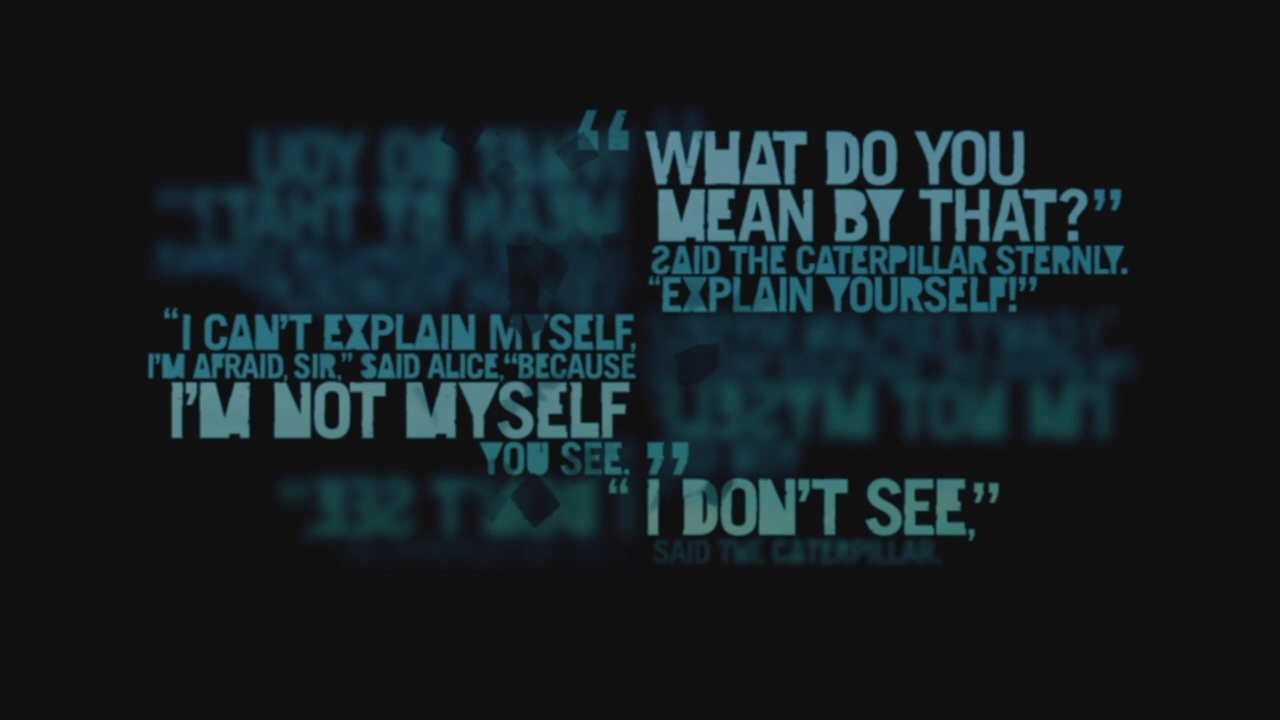 “WHAT DO YOU
MEAN BY THAT?”
SAID THE CATERPILLAR STERNLY.
“EXPLAIN YOURSELF!”
“I CAN’T EXPLAIN MYSELF,
I’M AFRAID, SIR,” SAID ALICE, “BECAUSE
I’M NOT MYSELF
YOU SEE.”
“I DON’T SEE,”
SAID THE CATERPILLAR.